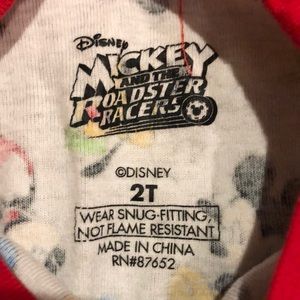 Disney
MICKEY
AND THE
ROADSTER
RACERS
©DISNEY
2T
WEAR SNUG-FITTING,
NOT FLAME RESISTANT
MADE IN CHINA
RN#87652